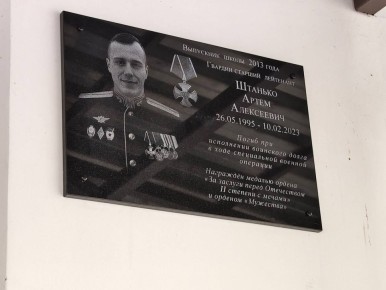 Выпускник школы 2013 года
Гвардии старший лейтенант
Штанько
Артем
Алексеевич
26.05.1995 - 10.02.2023
Погиб при
исполнении воинского долга
в ходе специальной военной
операции
Награждён медалью ордена
«За заслуги перед Отечеством
II степени с мечами»
и орденом «Мужества»